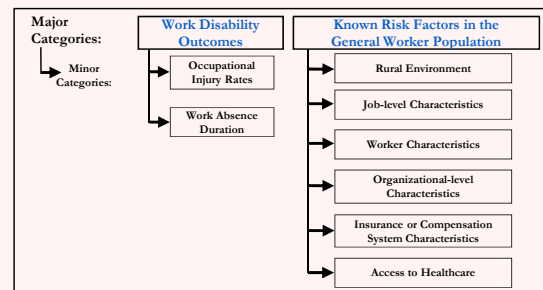 Major
Categories:
Minor
Categories:
Work Disability
Outcomes
Occupational
Injury Rates
Work Absence
Duration
Known Risk Factors in the
General Worker Population
Rural Environment
Job-level Characteristics
Worker Characteristics
Organizational-level
Characteristics
Insurance or Compensation
System Characteristics
Access to Healthcare